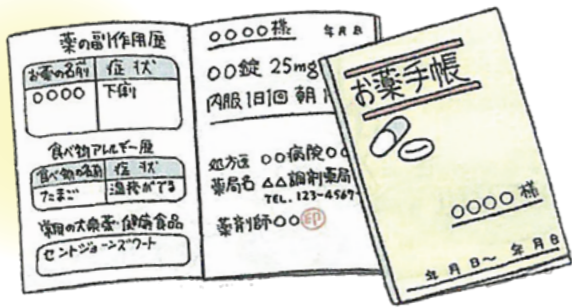 薬の副作用歴
お薬の名前 症状
○○○○ 下痢
食べ物アレルギー歴
食べ物の名前 症状
たまご 湿疹がでる
常用の大衆薬・健康食品
セントジョーンズワート
○○○○様 年月日
○○錠 25mg
内服1日1回 朝1
処方医 ○○病院○○
薬局名 △△調剤薬局
TEL. 123-4567-
薬剤師○○ 印
お薬手帳
○○○○様
年月日〜年月日